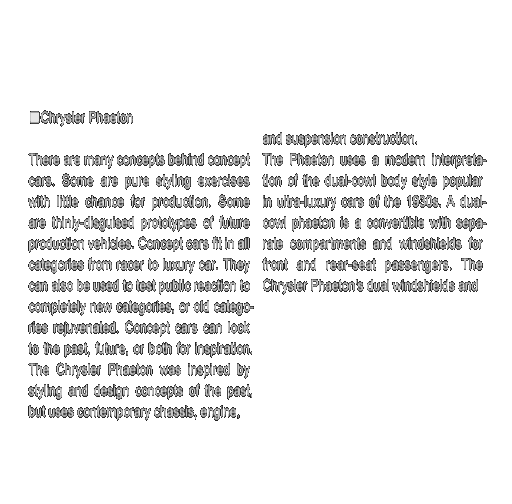 Chrysler Phaeton
There are many concepts behind concept
cars. Some are pure styling exercises
with little chance for production. Some
are thinly-disguised prototypes of future
production vehicles. Concept cars fit in all
categories from racer to luxury car. They
can also be used to test public reaction to
completely new categories, or old catego-
ries rejuvenated. Concept cars can look
to the past, future, or both for inspiration.
The Chrysler Phaeton was inspired by
styling and design concepts of the past,
but uses contemporary chassis, engine,
and suspension construction.
The Phaeton uses a modern interpreta-
tion of the dual-cowl body style popular
in ultra-luxury cars of the 1930s. A dual-
cowl phaeton is a convertible with sepa-
rate compartments and windshields for
front and rear-seat passengers. The
Chrysler Phaeton's dual windshields and